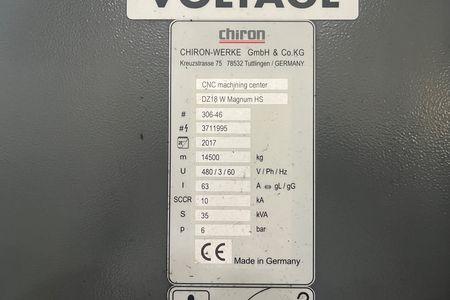 VOLTAGE
chiron
CHIRON-WERKE GmbH & Co.KG
Kreuzstrasse 75 78532 Tuttlingen / GERMANY
CNC machining center
DZ18 W Magnum HS
# 306-46
# 3711995
2017
m 14500 kg
U 480 / 3 / 60 V / Ph / Hz
I 63 A gL / gG
SCCR 10 kA
S 35 kVA
p 6 bar
CE Made in Germany